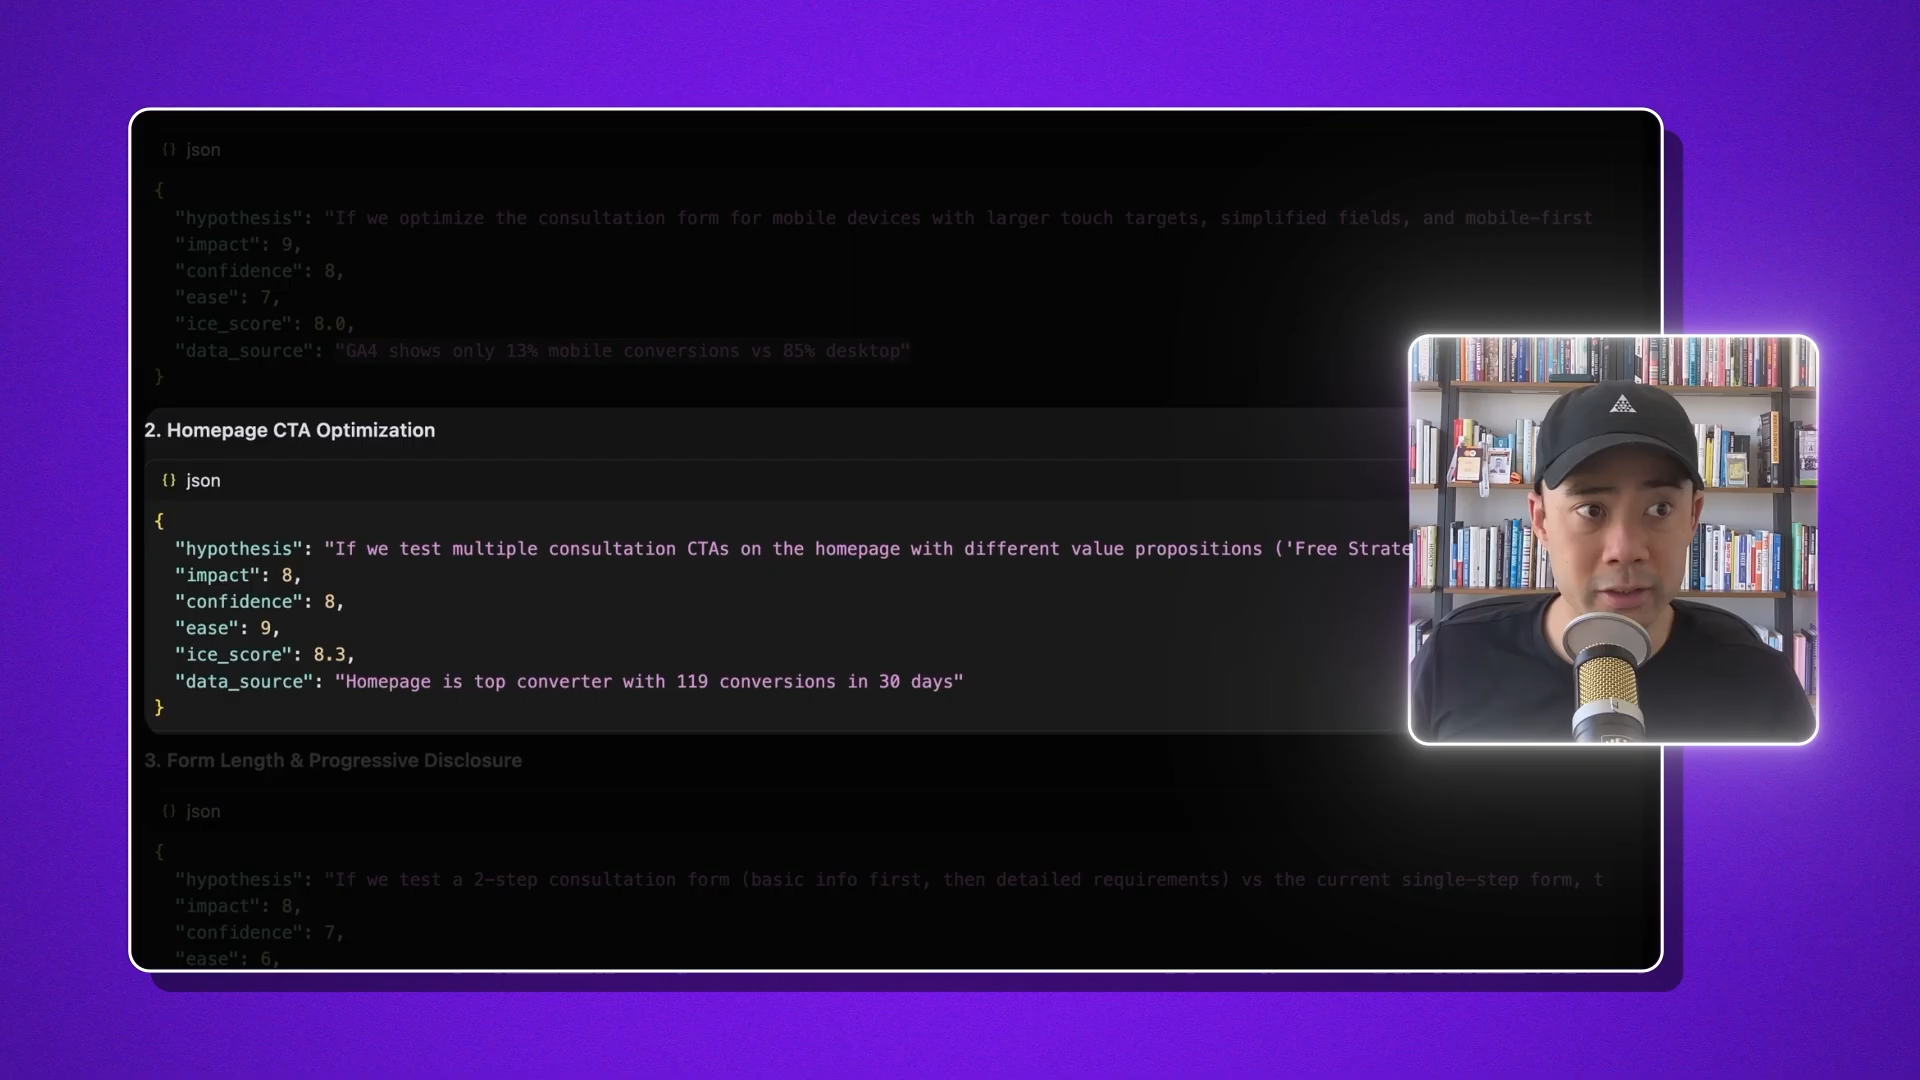 {} json
{
"hypothesis": "If we optimize the consultation form for mobile devices with larger touch targets, simplified fields, and mobile-first
"impact": 9,
"confidence": 8,
"ease": 7,
"ice_score": 8.0,
"data_source": "GA4 shows only 13% mobile conversions vs 85% desktop"
}
2. Homepage CTA Optimization
{} json
{
"hypothesis": "If we test multiple consultation CTAs on the homepage with different value propositions ('Free Strate
"impact": 8,
"confidence": 8,
"ease": 9,
"ice_score": 8.3,
"data_source": "Homepage is top converter with 119 conversions in 30 days"
}
3. Form Length & Progressive Disclosure
{} json
{
"hypothesis": "If we test a 2-step consultation form (basic info first, then detailed requirements) vs the current single-step form, t
"impact": 8,
"confidence": 7,
"ease": 6,